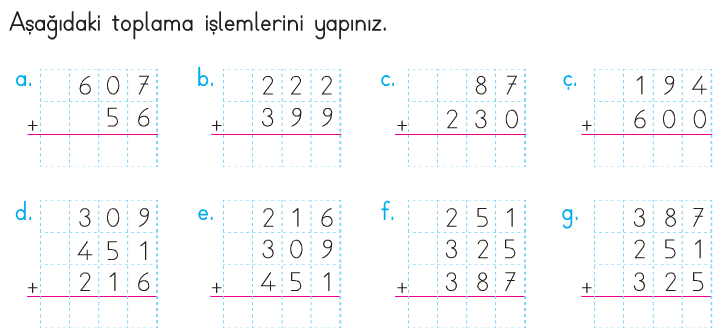 Aşağıdaki toplama işlemlerini yapınız.
a. 607 b. 222 c. 87 ç. 194
+ 56 + 399 + 230 + 600
d. 309 e. 216 f. 251 g. 387
451 309 325 251
+ 216 + 451 + 387 + 325